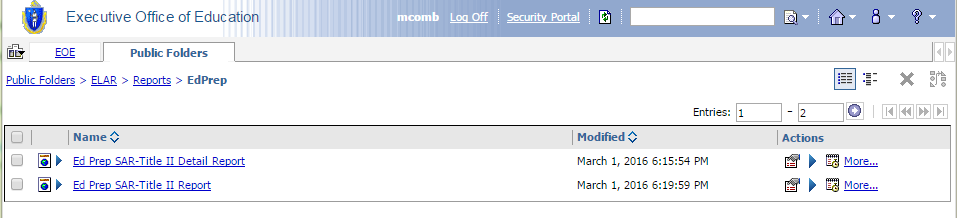 Executive Office of Education mcomb Log Off Security Portal
EOE Public Folders
Public Folders > ELAR > Reports > EdPrep
Entries: 1 - 2
Name Modified Actions
Ed Prep SAR-Title II Detail Report March 1, 2016 6:15:54 PM More...
Ed Prep SAR-Title II Report March 1, 2016 6:19:59 PM More...